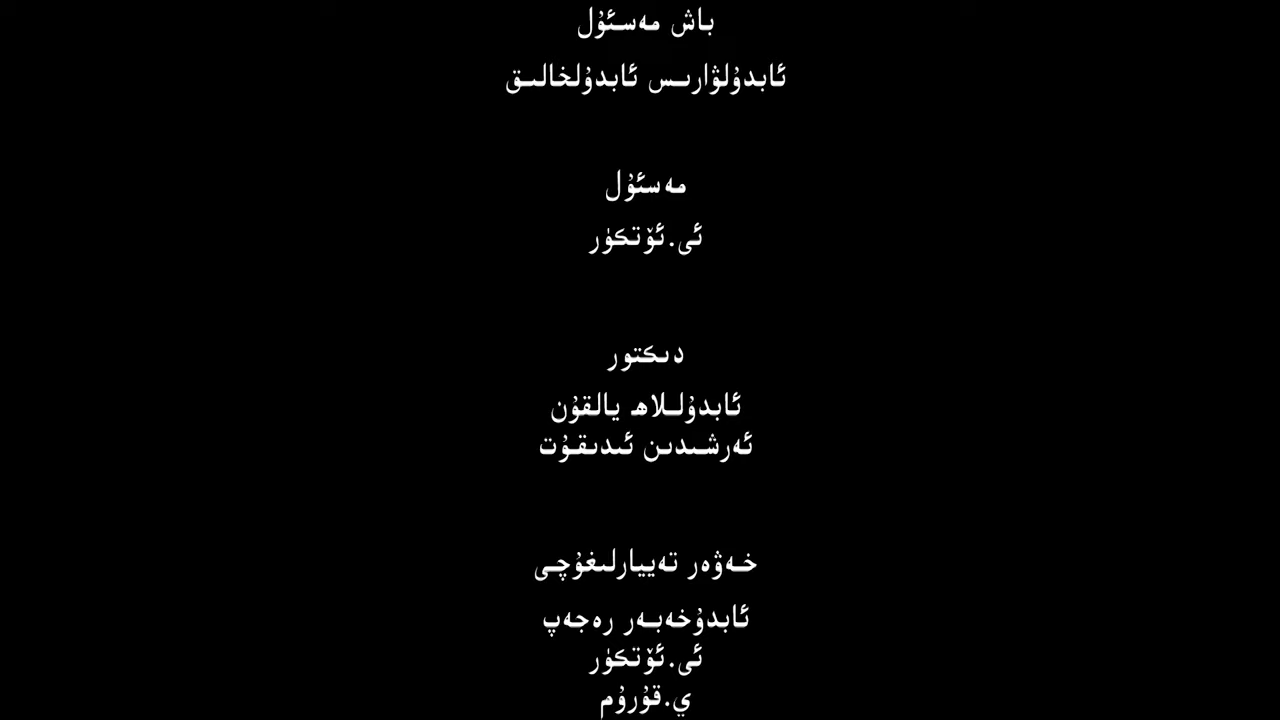 باش مەسئۇل
ئابدۇلۋارىس ئابدۇلخالىق
مەسئۇل
ئى.ئۆتكۈر
دىكتور
ئابدۇللاھ يالقۇن
ئەرشىدىن ئىدىقۇت
خەۋەر تەييارلىغۇچى
ئابدۇخەبەر رەجەپ
ئى.ئۆتكۈر
ي.قۇرۇم